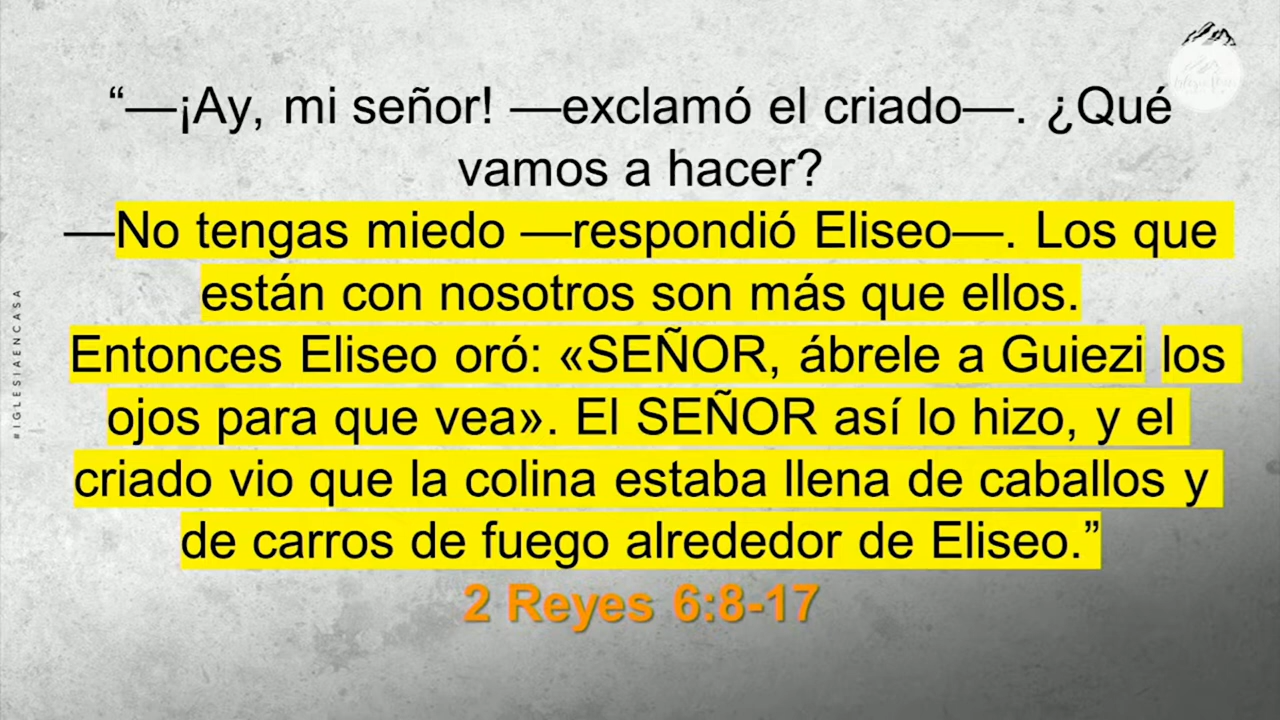 “—¡Ay, mi señor! —exclamó el criado—. ¿Qué
vamos a hacer?
—No tengas miedo —respondió Eliseo—. Los que
están con nosotros son más que ellos.
Entonces Eliseo oró: «SEÑOR, ábrele a Guiezi los
ojos para que vea». El SEÑOR así lo hizo, y el
criado vio que la colina estaba llena de caballos y
de carros de fuego alrededor de Eliseo.”
2 Reyes 6:8-17
#IGLESIAENCASA